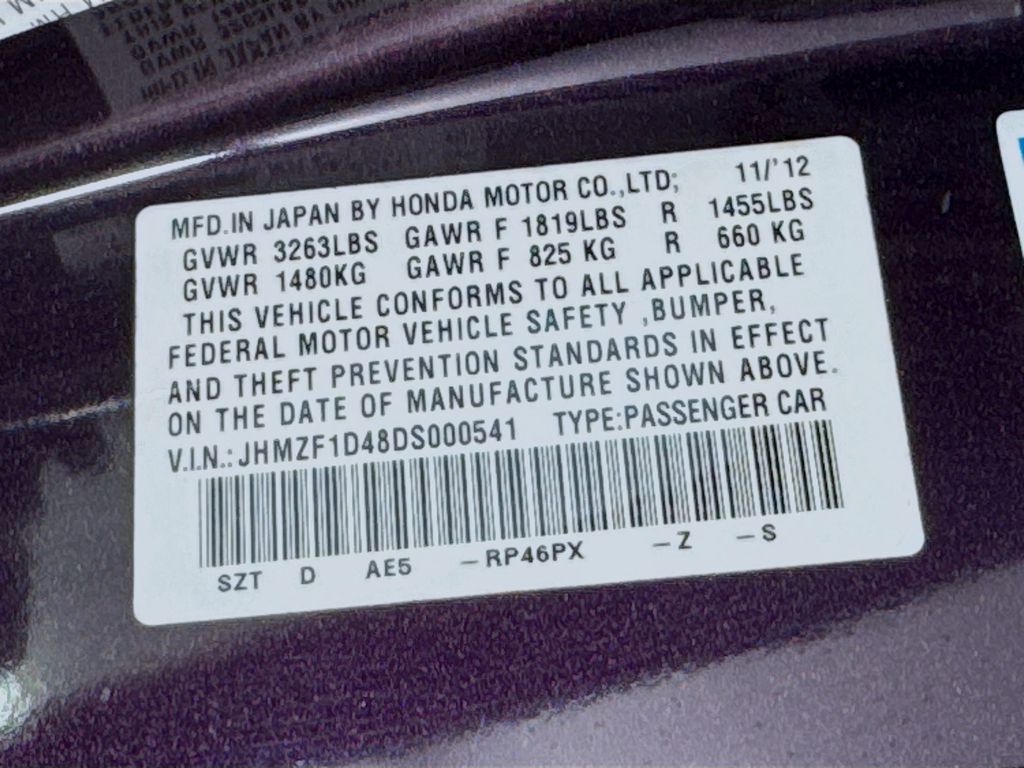 MFD.IN JAPAN BY HONDA MOTOR CO.,LTD; 11/'12
GVWR 3263LBS GAWR F 1819LBS R 1455LBS
GVWR 1480KG GAWR F 825 KG R 660 KG
THIS VEHICLE CONFORMS TO ALL APPLICABLE
FEDERAL MOTOR VEHICLE SAFETY ,BUMPER,
AND THEFT PREVENTION STANDARDS IN EFFECT
ON THE DATE OF MANUFACTURE SHOWN ABOVE.
V.I.N.: JHMZF1D48DS000541 TYPE:PASSENGER CAR
SZT D AE5 –RP46PX –Z –S